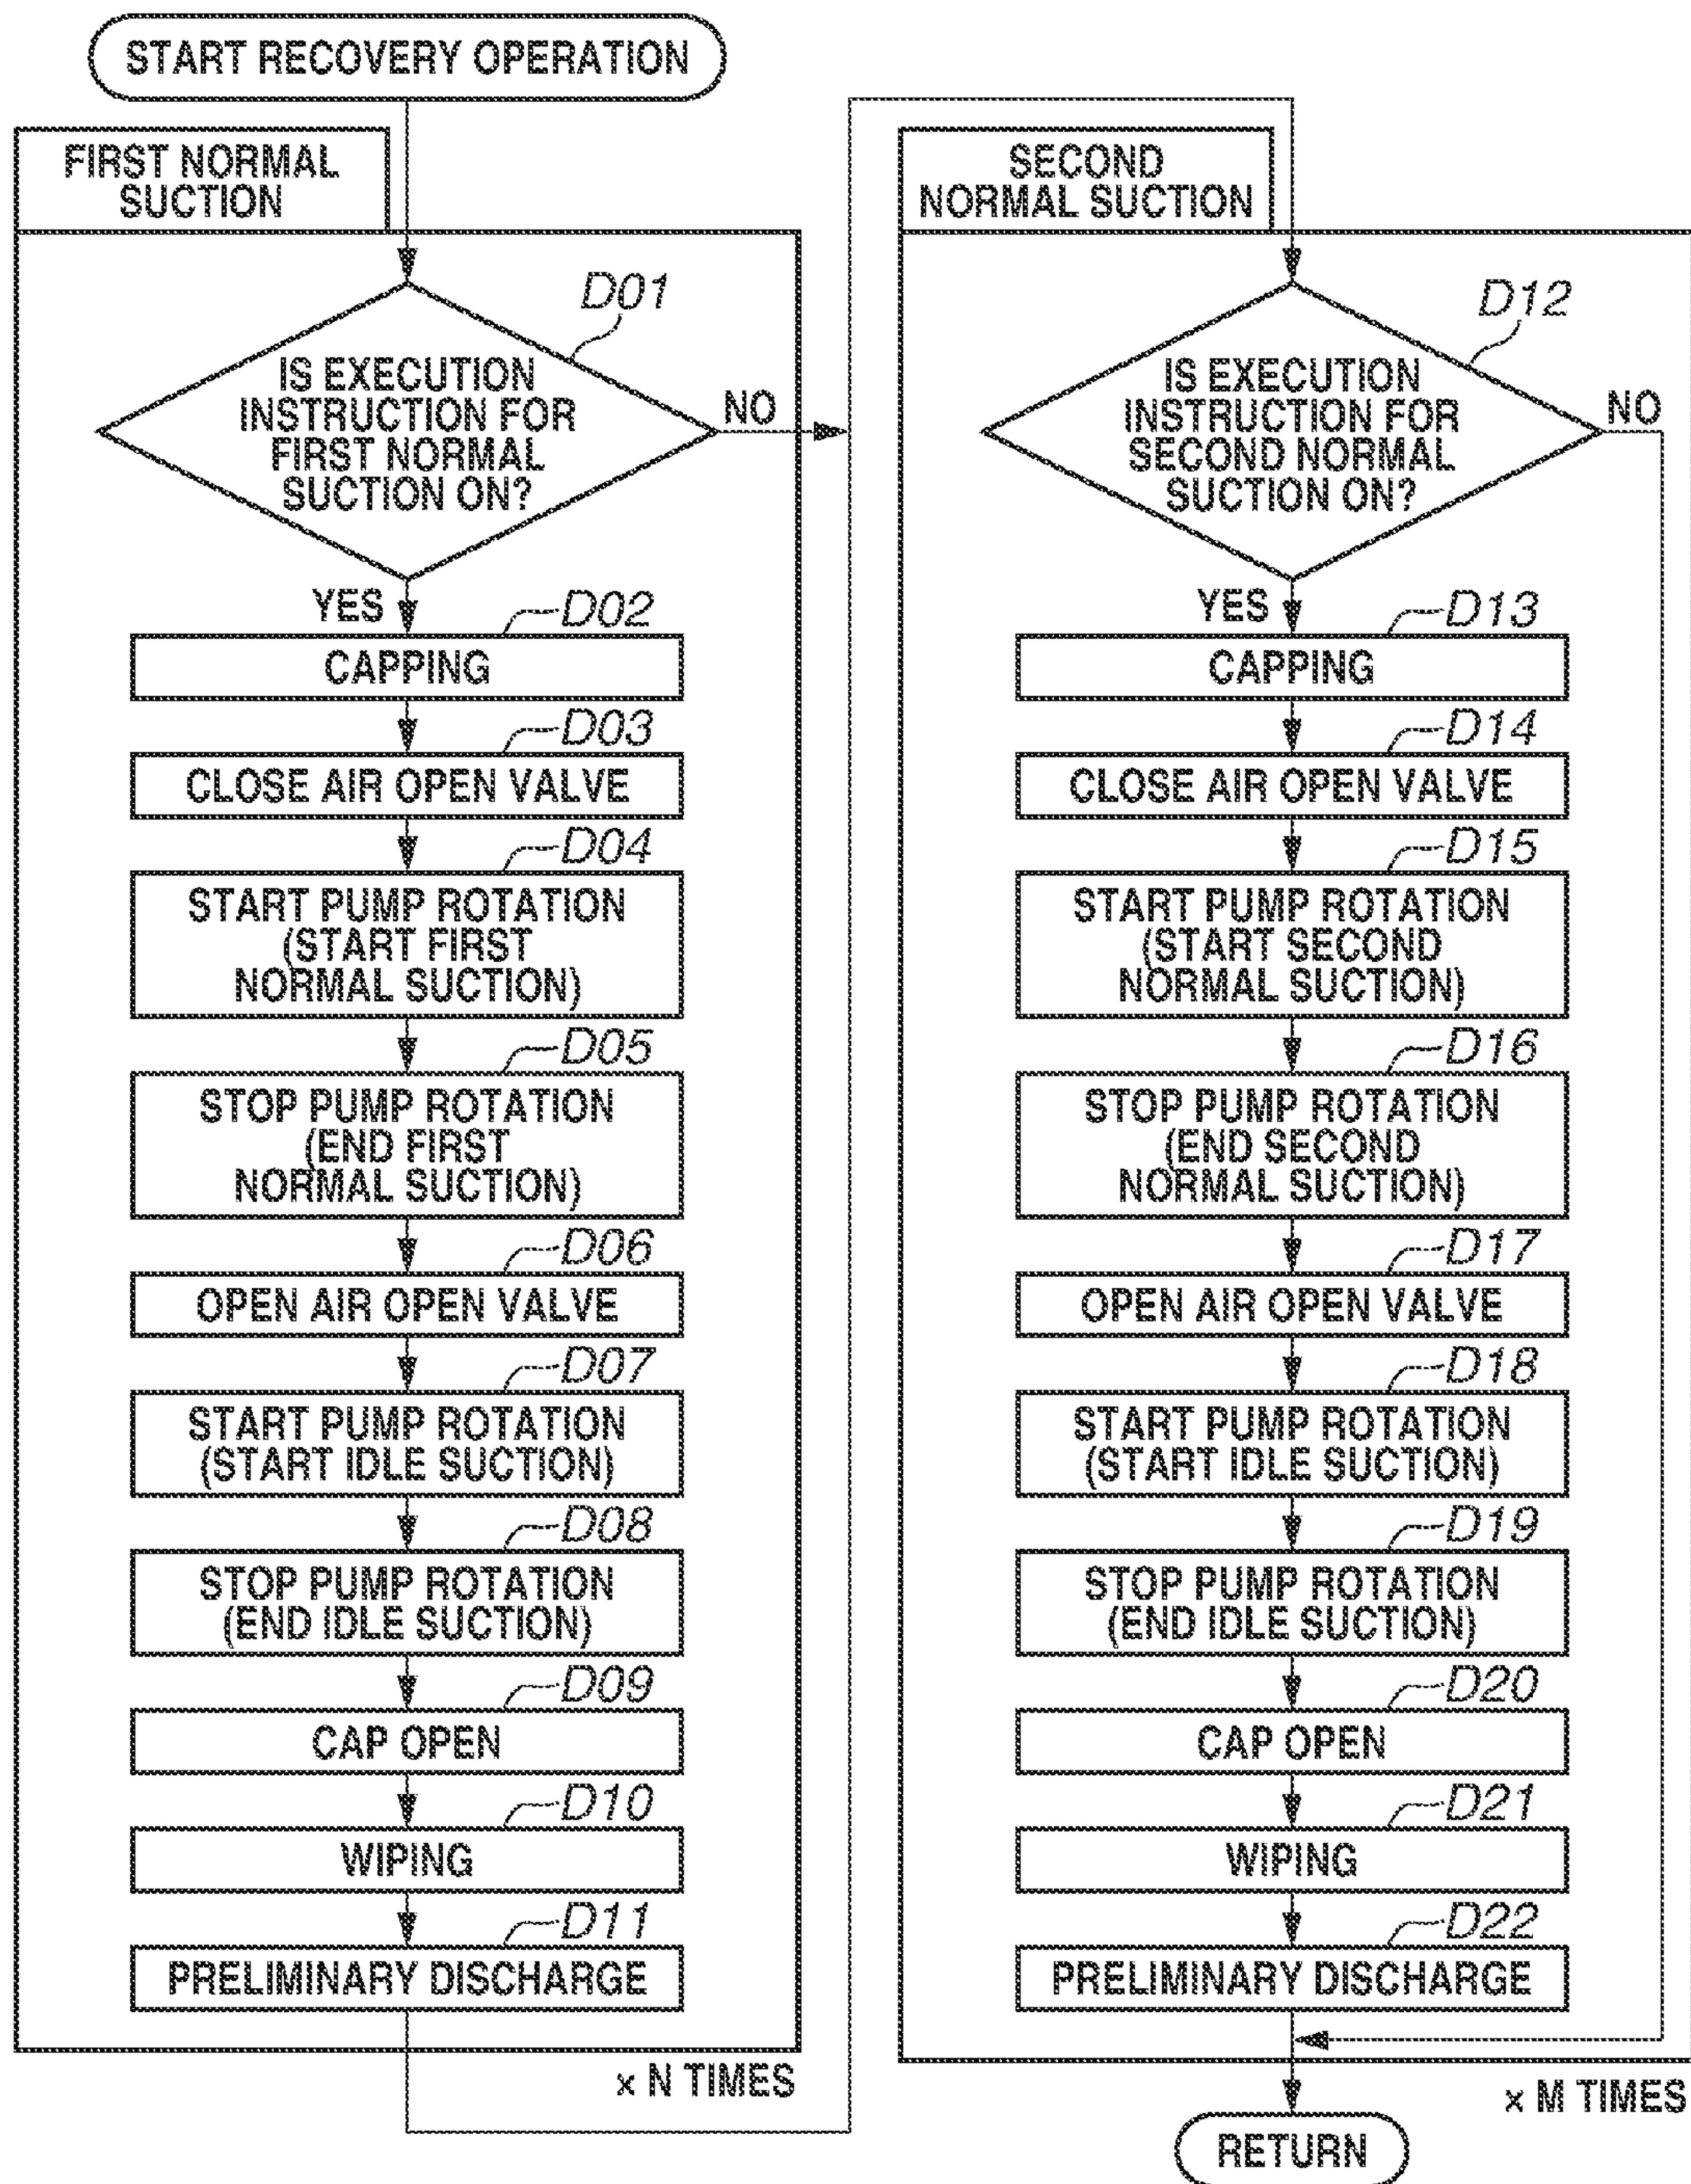 START RECOVERY OPERATION
FIRST NORMAL
SUCTION
D01
IS EXECUTION
INSTRUCTION FOR
FIRST NORMAL
SUCTION ON?
NO
YES
D02
CAPPING
D03
CLOSE AIR OPEN VALVE
D04
START PUMP ROTATION
(START FIRST
NORMAL SUCTION)
D05
STOP PUMP ROTATION
(END FIRST
NORMAL SUCTION)
D06
OPEN AIR OPEN VALVE
D07
START PUMP ROTATION
(START IDLE SUCTION)
D08
STOP PUMP ROTATION
(END IDLE SUCTION)
D09
CAP OPEN
D10
WIPING
D11
PRELIMINARY DISCHARGE
× N TIMES
SECOND
NORMAL SUCTION
D12
IS EXECUTION
INSTRUCTION FOR
SECOND NORMAL
SUCTION ON?
NO
YES
D13
CAPPING
D14
CLOSE AIR OPEN VALVE
D15
START PUMP ROTATION
(START SECOND
NORMAL SUCTION)
D16
STOP PUMP ROTATION
(END SECOND
NORMAL SUCTION)
D17
OPEN AIR OPEN VALVE
D18
START PUMP ROTATION
(START IDLE SUCTION)
D19
STOP PUMP ROTATION
(END IDLE SUCTION)
D20
CAP OPEN
D21
WIPING
D22
PRELIMINARY DISCHARGE
× M TIMES
RETURN